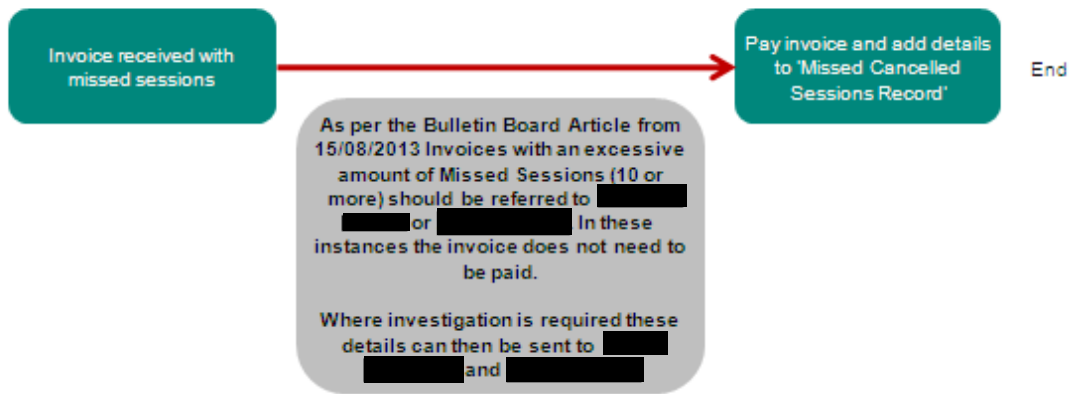 Invoice received with
missed sessions
Pay invoice and add details
to 'Missed Cancelled
Sessions Record'
End
As per the Bulletin Board Article from
15/08/2013 Invoices with an excessive
amount of Missed Sessions (10 or
more) should be referred to
or . In these
instances the invoice does not need to
be paid.
Where investigation is required these
details can then be sent to
and